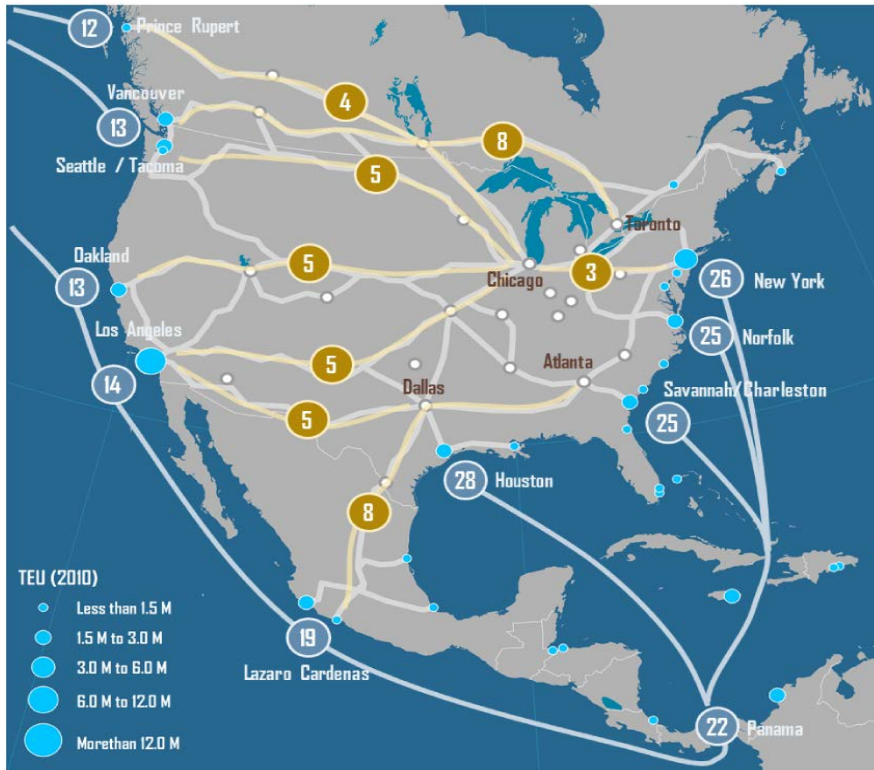 12
Prince Rupert
4
Vancouver
13
8
Seattle / Tacoma
5
Toronto
Oakland
5
3
13
Chicago
26
New York
Los Angeles
25
Norfolk
5
Atlanta
14
Dallas
Savannah/Charleston
5
25
28
Houston
8
TEU (2010)
Less than 1.5 M
1.5 M to 3.0 M
19
3.0 M to 6.0 M
Lazaro Cardenas
6.0 M to 12.0 M
22
Panama
Morethan 12.0 M